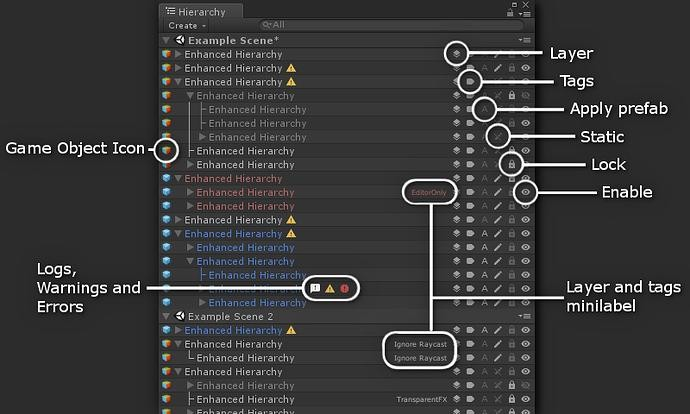 Hierarchy
Create
All
Example Scene*
Enhanced Hierarchy
Layer
Enhanced Hierarchy
Enhanced Hierarchy
Tags
Enhanced Hierarchy
Enhanced Hierarchy
Apply prefab
Enhanced Hierarchy
Enhanced Hierarchy
Static
Game Object Icon
Enhanced Hierarchy
Enhanced Hierarchy
Lock
Enhanced Hierarchy
Enhanced Hierarchy
EditorOnly
Enable
Enhanced Hierarchy
Enhanced Hierarchy
Enhanced Hierarchy
Enhanced Hierarchy
Enhanced Hierarchy
Logs,
Warnings and
Errors
Enhanced Hierarchy
Enhanced Hierarchy
Enhanced Hierarchy
Layer and tags
minilabel
Example Scene 2
Enhanced Hierarchy
Enhanced Hierarchy
Ignore Raycast
Enhanced Hierarchy
Ignore Raycast
Enhanced Hierarchy
Enhanced Hierarchy
Enhanced Hierarchy
TransparentFX
Enhanced Hierarchy